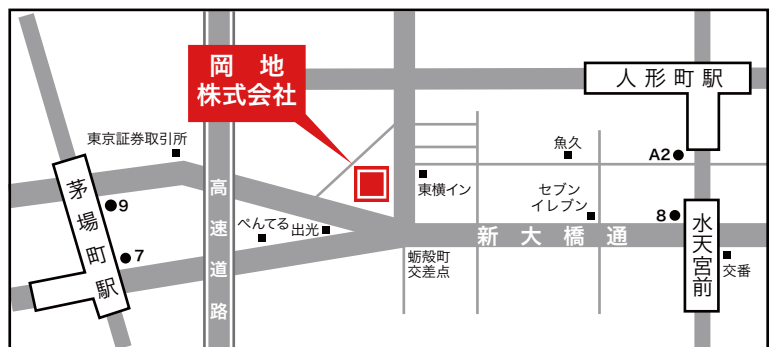 岡地
株式会社
人形町駅
東京証券取引所
魚久
A2
茅場町駅
9
高速道路
東横イン
セブン
イレブン
8
ぺんてる
出光
新大橋通
水天宮前
7
蛎殻町
交差点
交番